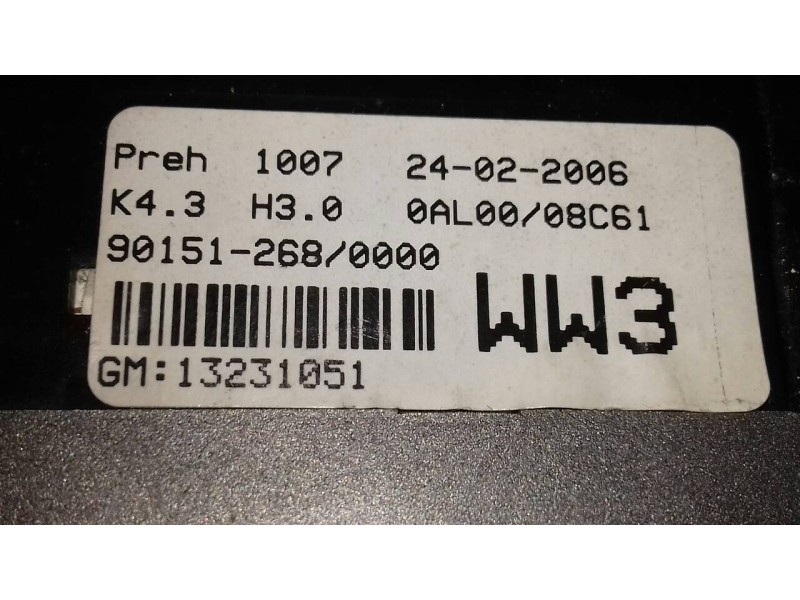 Preh 1007 24-02-2006
K4.3 H3.0 0AL00/08C61
90151-268/0000
WW3
GM:13231051